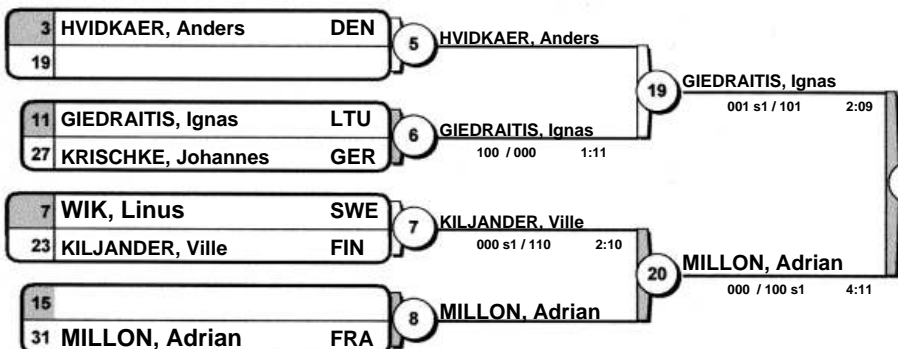 3 HVIDKAER, Anders DEN
19
5
HVIDKAER, Anders
11 GIEDRAITIS, Ignas LTU
27 KRISCHKE, Johannes GER
6
GIEDRAITIS, Ignas
100 / 000 1:11
19
GIEDRAITIS, Ignas
001 s1 / 101 2:09
7 WIK, Linus SWE
23 KILJANDER, Ville FIN
7
KILJANDER, Ville
000 s1 / 110 2:10
15
31 MILLON, Adrian FRA
8
MILLON, Adrian
20
MILLON, Adrian
000 / 100 s1 4:11